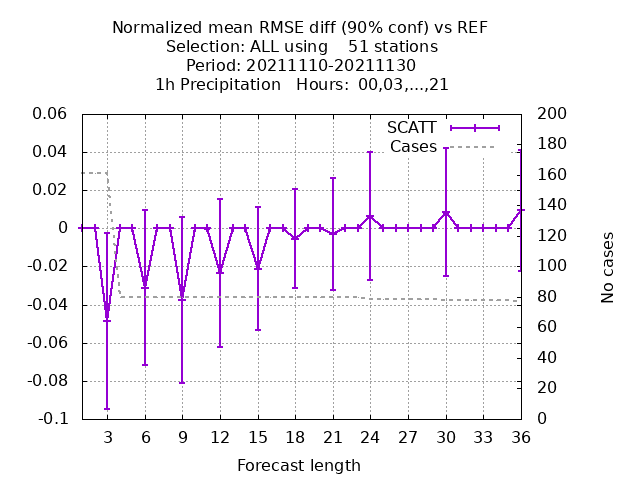 Normalized mean RMSE diff (90% conf) vs REF
Selection: ALL using 51 stations
Period: 20211110-20211130
1h Precipitation Hours: 00,03,...,21
SCATT
Cases
0.06
0.04
0.02
0
-0.02
-0.04
-0.06
-0.08
-0.1
200
180
160
140
120
100
80
60
40
20
0
No cases
3 6 9 12 15 18 21 24 27 30 33 36
Forecast length